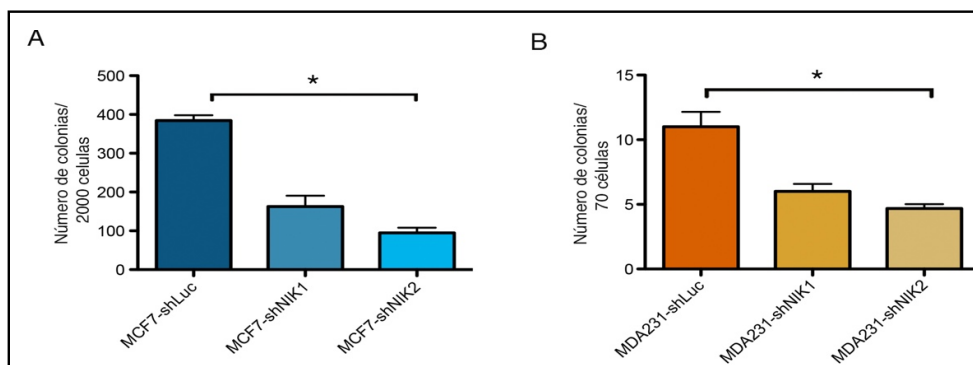 A
Número de colonias/
2000 celulas
500
400
300
200
100
0
*
MCF7-shLuc
MCF7-shNIK1
MCF7-shNIK2
B
Número de colonias/
70 células
15
10
5
0
*
MDA231-shLuc
MDA231-shNIK1
MDA231-shNIK2